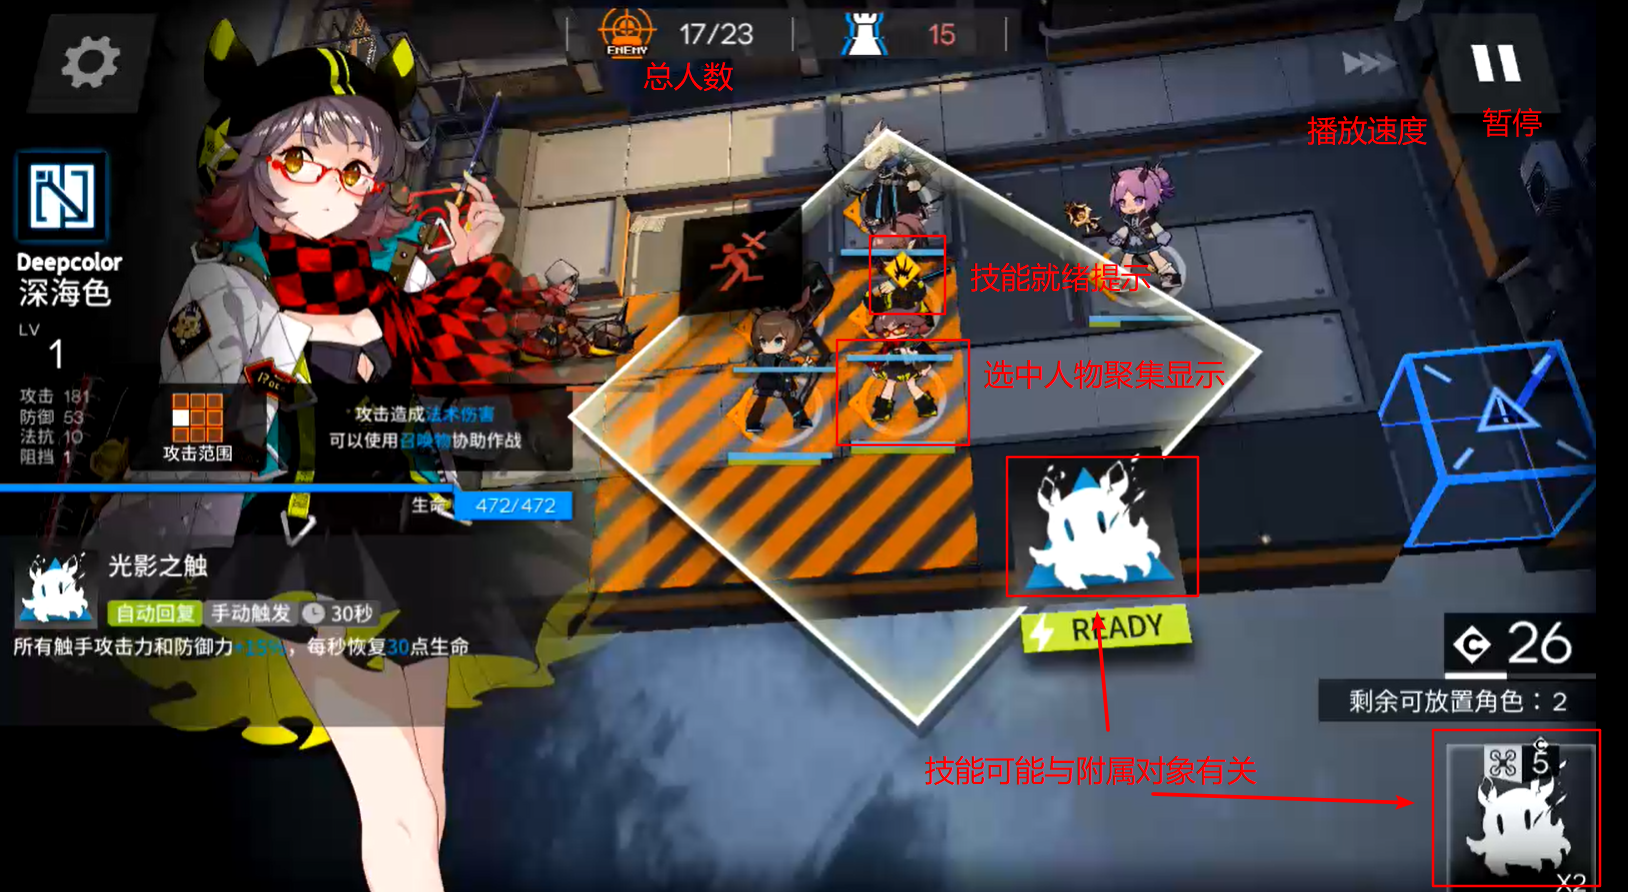 ENEMY
17/23
15
总人数
播放速度
暂停
Deepcolor
深海色
LV
1
攻击 181
防御 53
法抗 10
阻挡 1
攻击范围
攻击造成法术伤害
可以使用召唤物协助作战
生命 472/472
光影之触
自动回复 手动触发 30秒
所有触手攻击力和防御力+15%，每秒恢复30点生命
技能就绪提示
选中人物聚集显示
READY
技能可能与附属对象有关
C 26
剩余可放置角色：2
C
5
X2